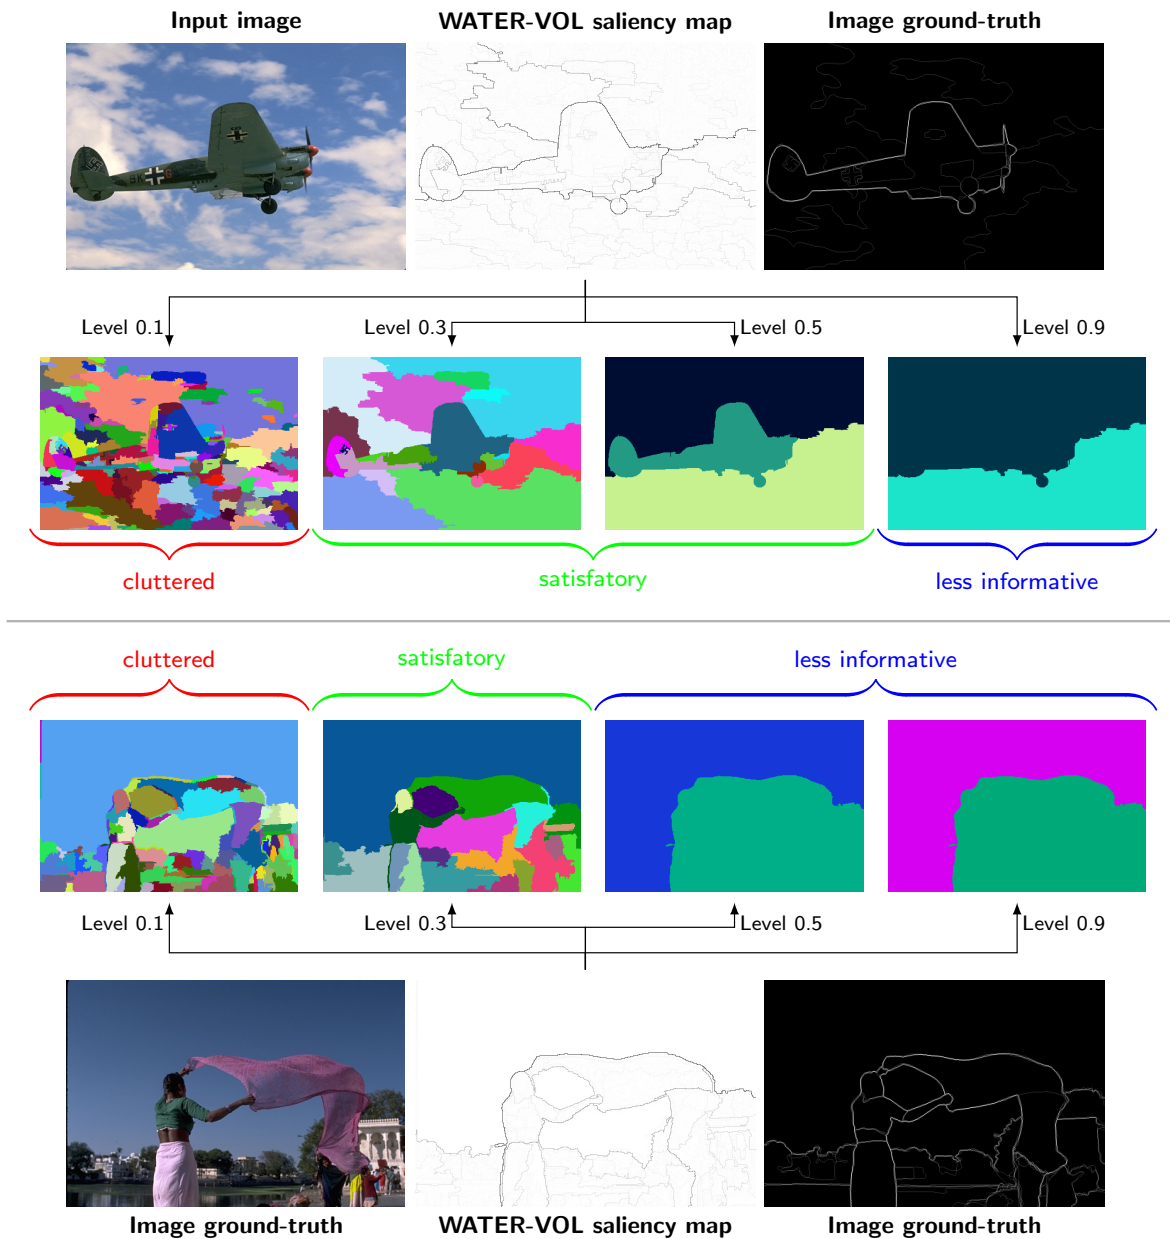 Input image WATER-VOL saliency map Image ground-truth
Level 0.1 Level 0.3 Level 0.5 Level 0.9
cluttered satisfatory less informative
cluttered satisfatory less informative
Level 0.1 Level 0.3 Level 0.5 Level 0.9
Image ground-truth WATER-VOL saliency map Image ground-truth